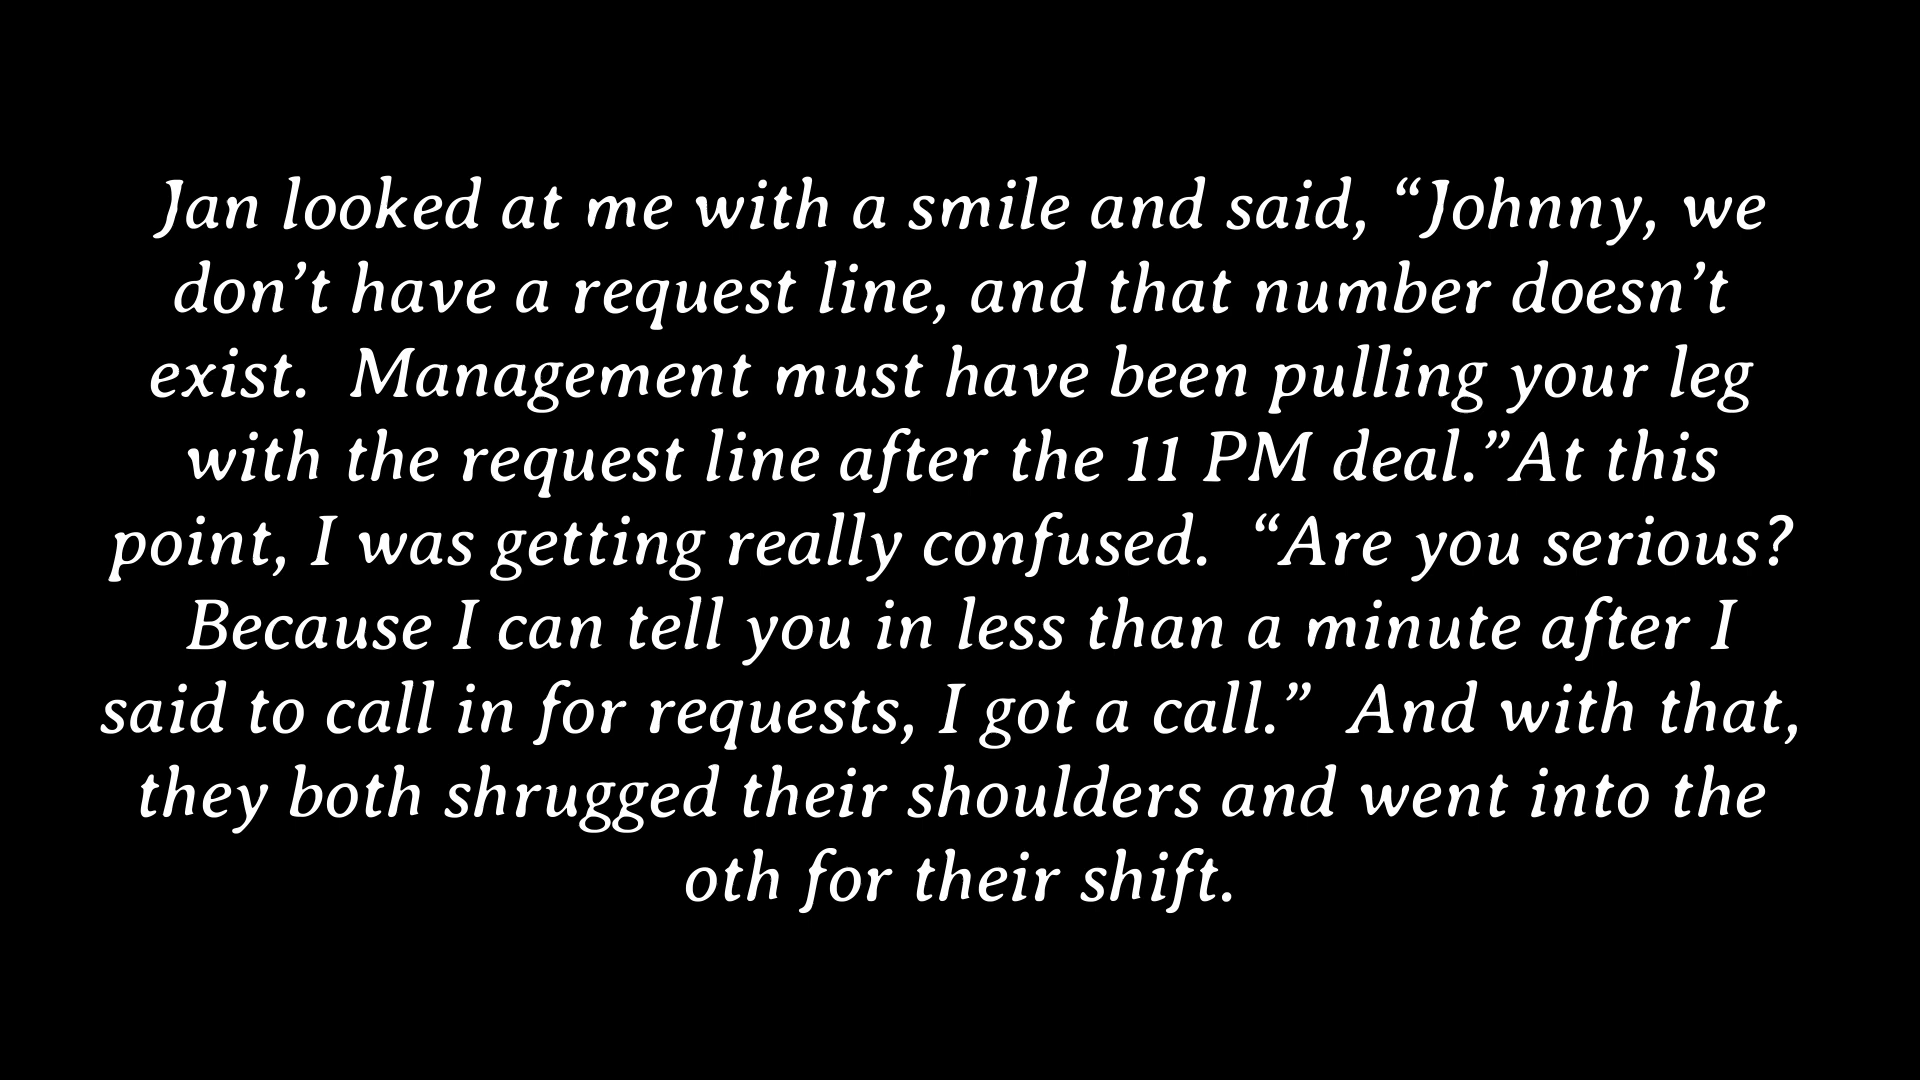 Jan looked at me with a smile and said, “Johnny, we
don’t have a request line, and that number doesn’t
exist.  Management must have been pulling your leg
with the request line after the 11 PM deal.”At this
point, I was getting really confused.  “Are you serious?
Because I can tell you in less than a minute after I
said to call in for requests, I got a call.”  And with that,
they both shrugged their shoulders and went into the
oth for their shift.